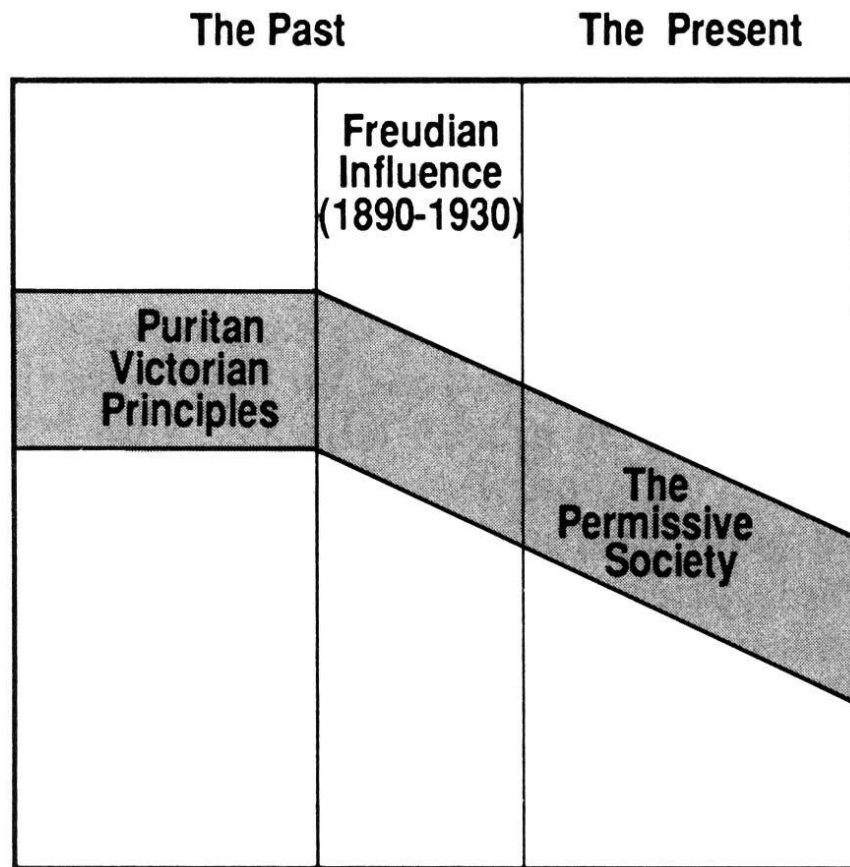 The Past
The Present
Freudian
Influence
(1890-1930)
Puritan
Victorian
Principles
The
Permissive
Society